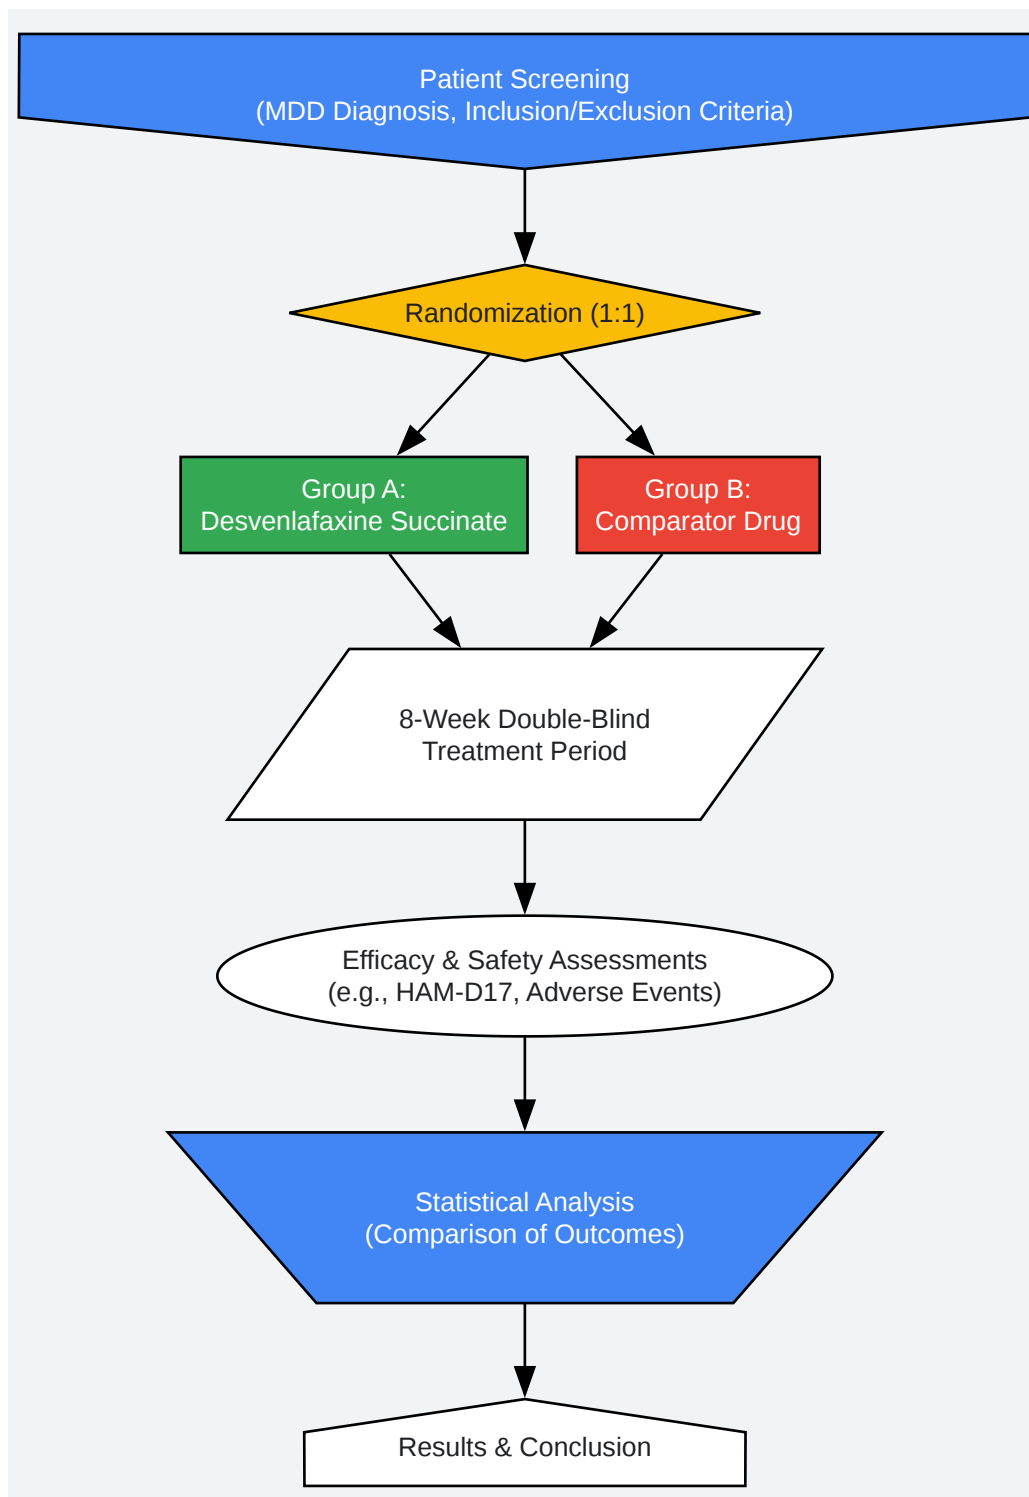 Patient Screening
(MDD Diagnosis, Inclusion/Exclusion Criteria)
Randomization (1:1)
Group A:
Desvenlafaxine Succinate
Group B:
Comparator Drug
8-Week Double-Blind
Treatment Period
Efficacy & Safety Assessments
(e.g., HAM-D17, Adverse Events)
Statistical Analysis
(Comparison of Outcomes)
Results & Conclusion